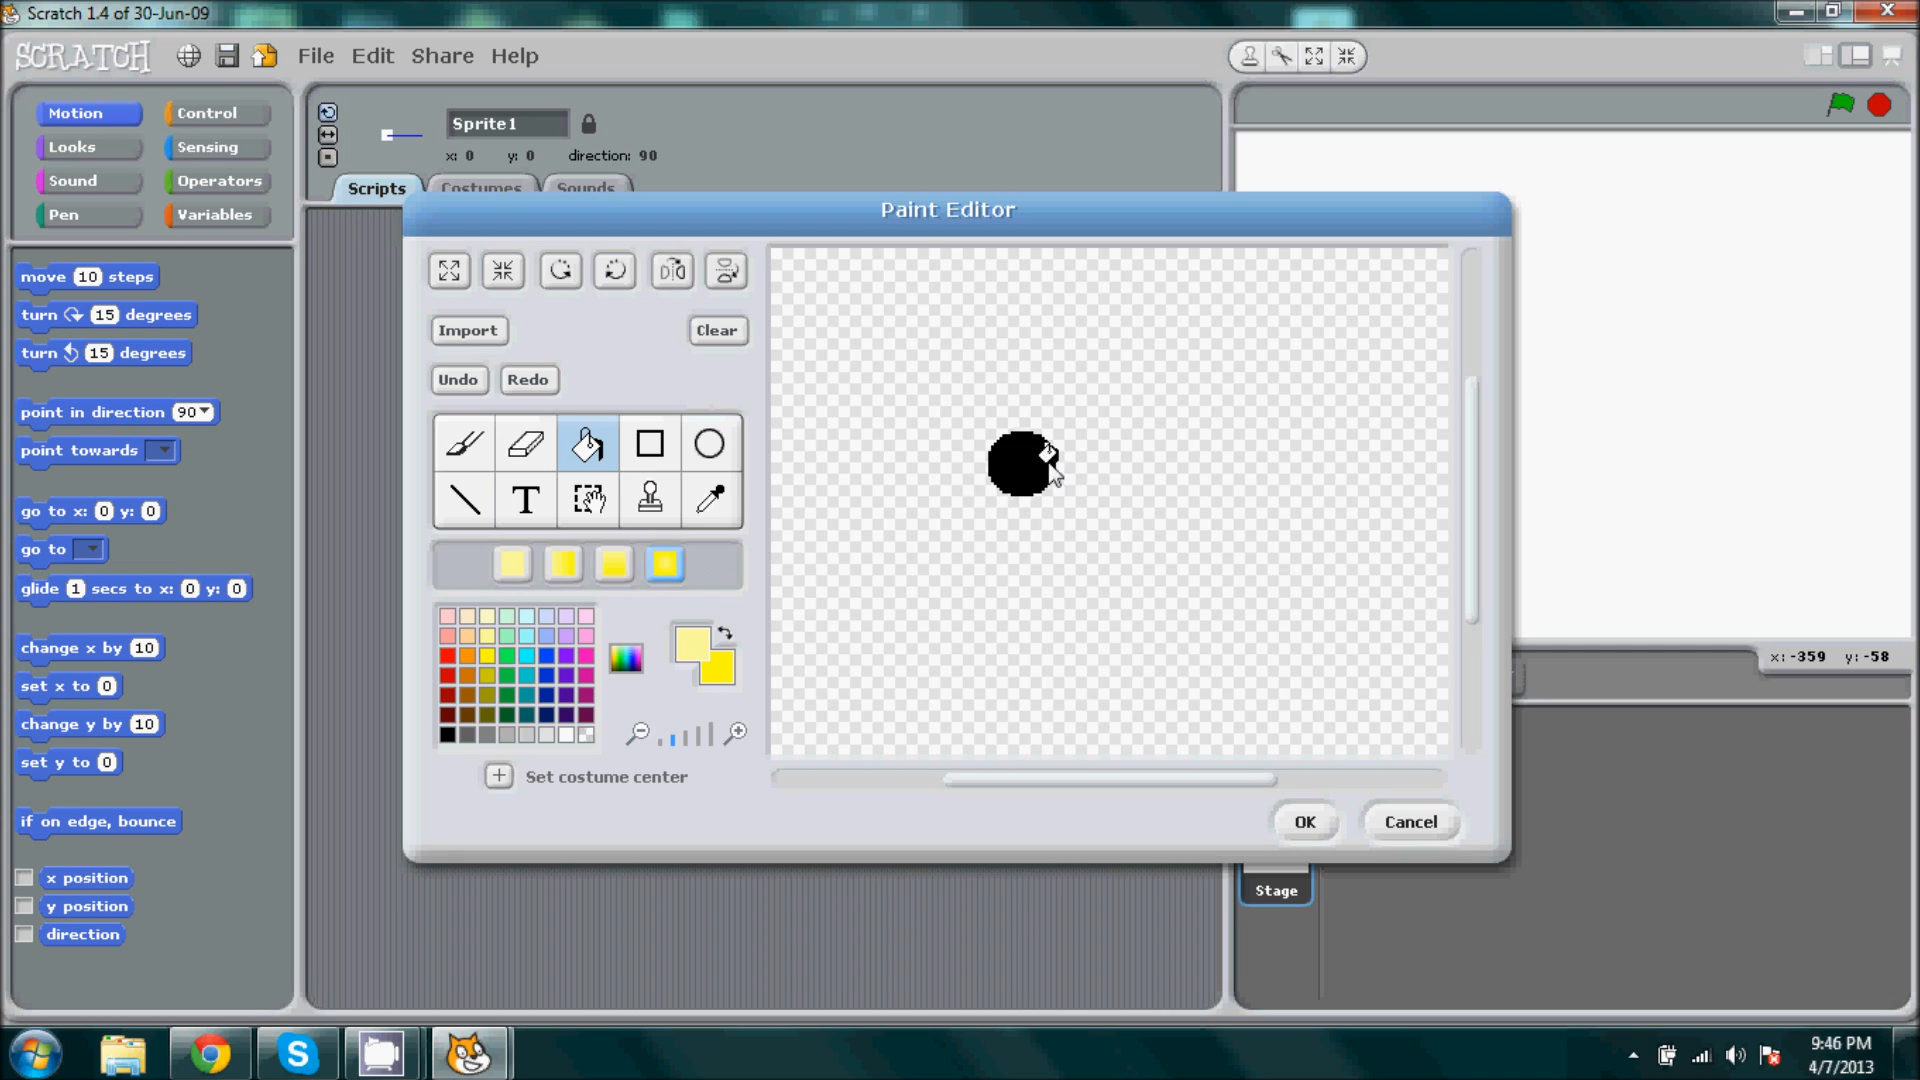 Scratch 1.4 of 30-Jun-09
SCRATCH File Edit Share Help
Motion Control
Looks Sensing
Sound Operators
Pen Variables
Sprite1
x: 0 y: 0 direction: 90
Scripts Costumes Sounds
Paint Editor
Import Clear
Undo Redo
T
Set costume center
OK Cancel
move 10 steps
turn 15 degrees
turn 15 degrees
point in direction 90
point towards
go to x: 0 y: 0
go to
glide 1 secs to x: 0 y: 0
change x by 10
set x to 0
change y by 10
set y to 0
if on edge, bounce
x position
y position
direction
x: -359 y: -58
Stage
S
9:46 PM
4/7/2013